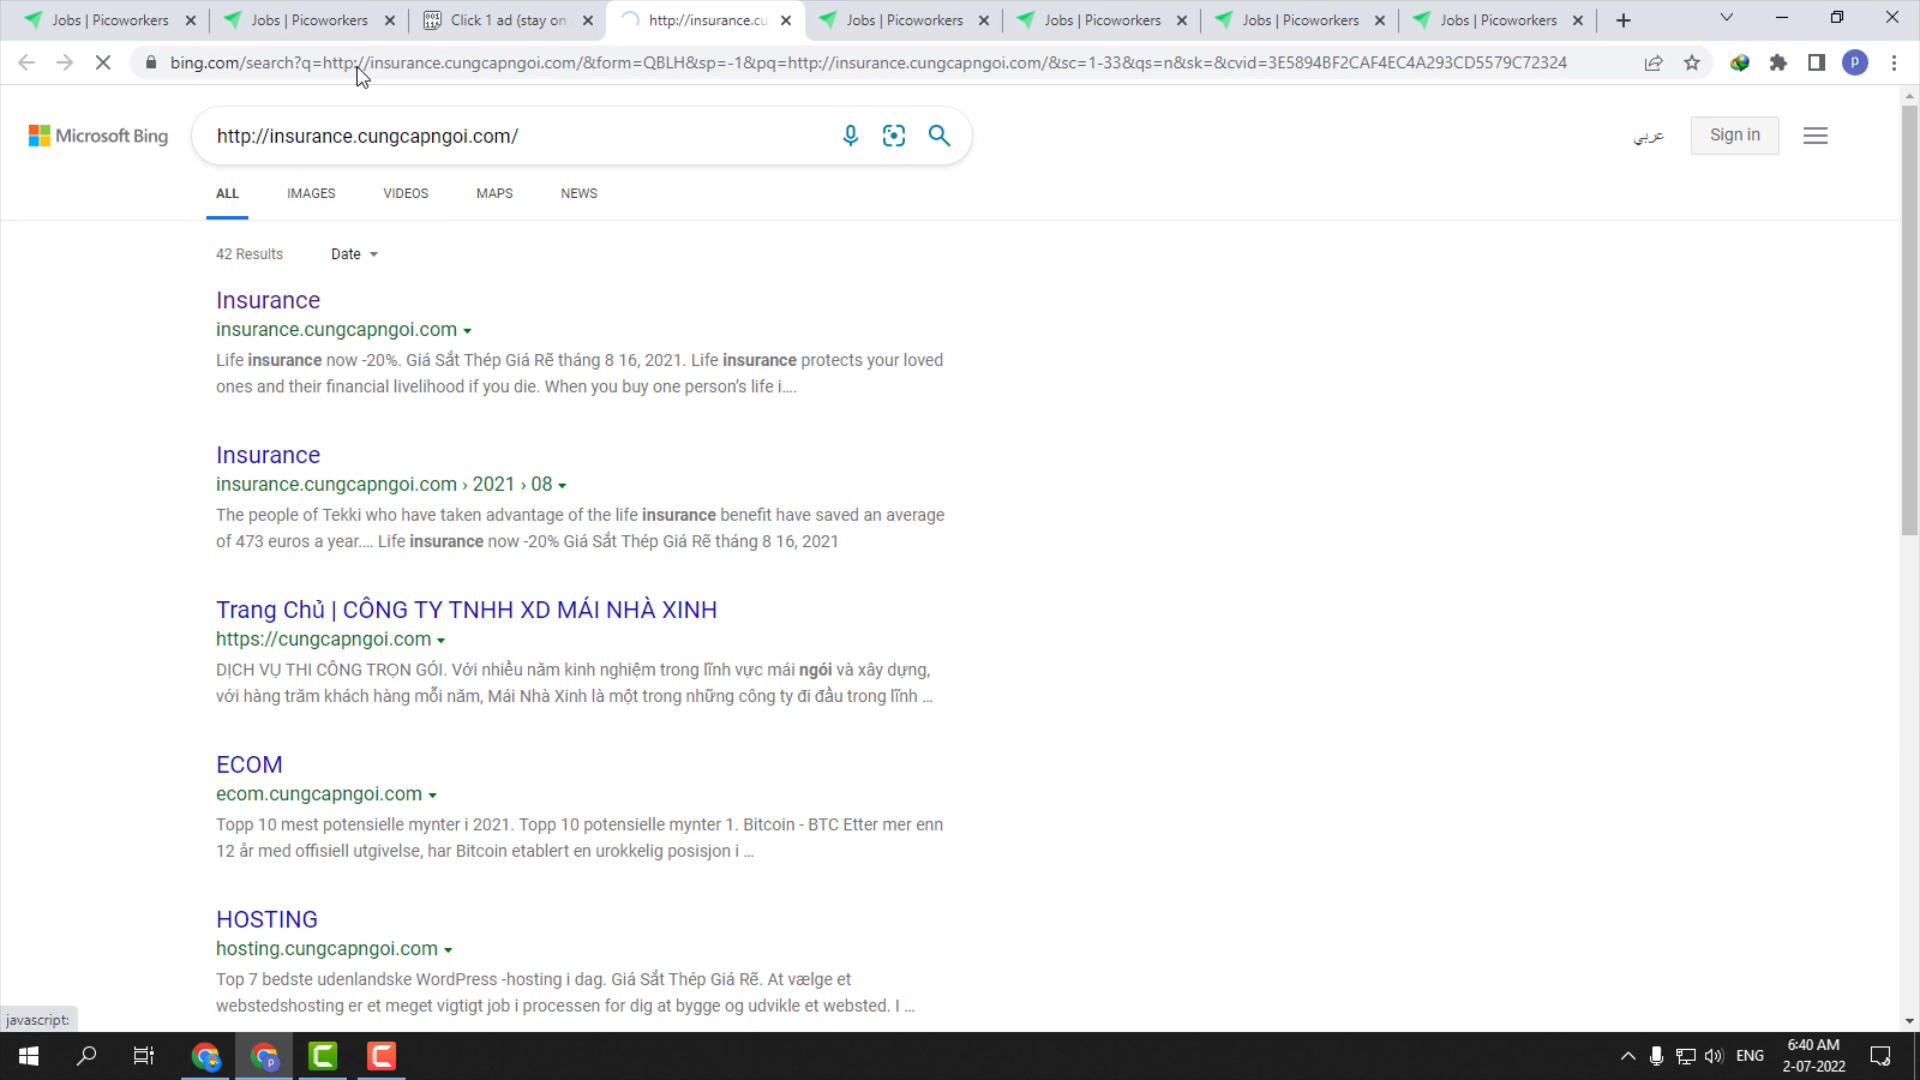 Jobs | Picoworkers
Jobs | Picoworkers
Click 1 ad (stay on
http://insurance.cu
Jobs | Picoworkers
Jobs | Picoworkers
Jobs | Picoworkers
Jobs | Picoworkers
bing.com/search?q=http://insurance.cungcapngoi.com/&form=QBLH&sp=-1&pq=http://insurance.cungcapngoi.com/&sc=1-33&qs=n&sk=&cvid=3E5894BF2CAF4EC4A293CD5579C72324
P
Microsoft Bing
http://insurance.cungcapngoi.com/
عربي
Sign in
ALL
IMAGES
VIDEOS
MAPS
NEWS
42 Results
Date
Insurance
insurance.cungcapngoi.com
Life insurance now -20%. Giá Sắt Thép Giá Rẽ tháng 8 16, 2021. Life insurance protects your loved
ones and their financial livelihood if you die. When you buy one person’s life i....
Insurance
insurance.cungcapngoi.com › 2021 › 08
The people of Tekki who have taken advantage of the life insurance benefit have saved an average
of 473 euros a year.... Life insurance now -20% Giá Sắt Thép Giá Rẽ tháng 8 16, 2021
Trang Chủ | CÔNG TY TNHH XD MÁI NHÀ XINH
https://cungcapngoi.com
DỊCH VỤ THI CÔNG TRỌN GÓI. Với nhiều năm kinh nghiệm trong lĩnh vực mái ngói và xây dựng,
với hàng trăm khách hàng mỗi năm, Mái Nhà Xinh là một trong những công ty đi đầu trong lĩnh ...
ECOM
ecom.cungcapngoi.com
Topp 10 mest potensielle mynter i 2021. Topp 10 potensielle mynter 1. Bitcoin - BTC Etter mer enn
12 år med offisiell utgivelse, har Bitcoin etablert en urokkelig posisjon i ...
HOSTING
hosting.cungcapngoi.com
Top 7 bedste udenlandske WordPress -hosting i dag. Giá Sắt Thép Giá Rẽ. At vælge et
webstedshosting er et meget vigtigt job i processen for dig at bygge og udvikle et websted. I ...
javascript:
ENG
6:40 AM
2-07-2022